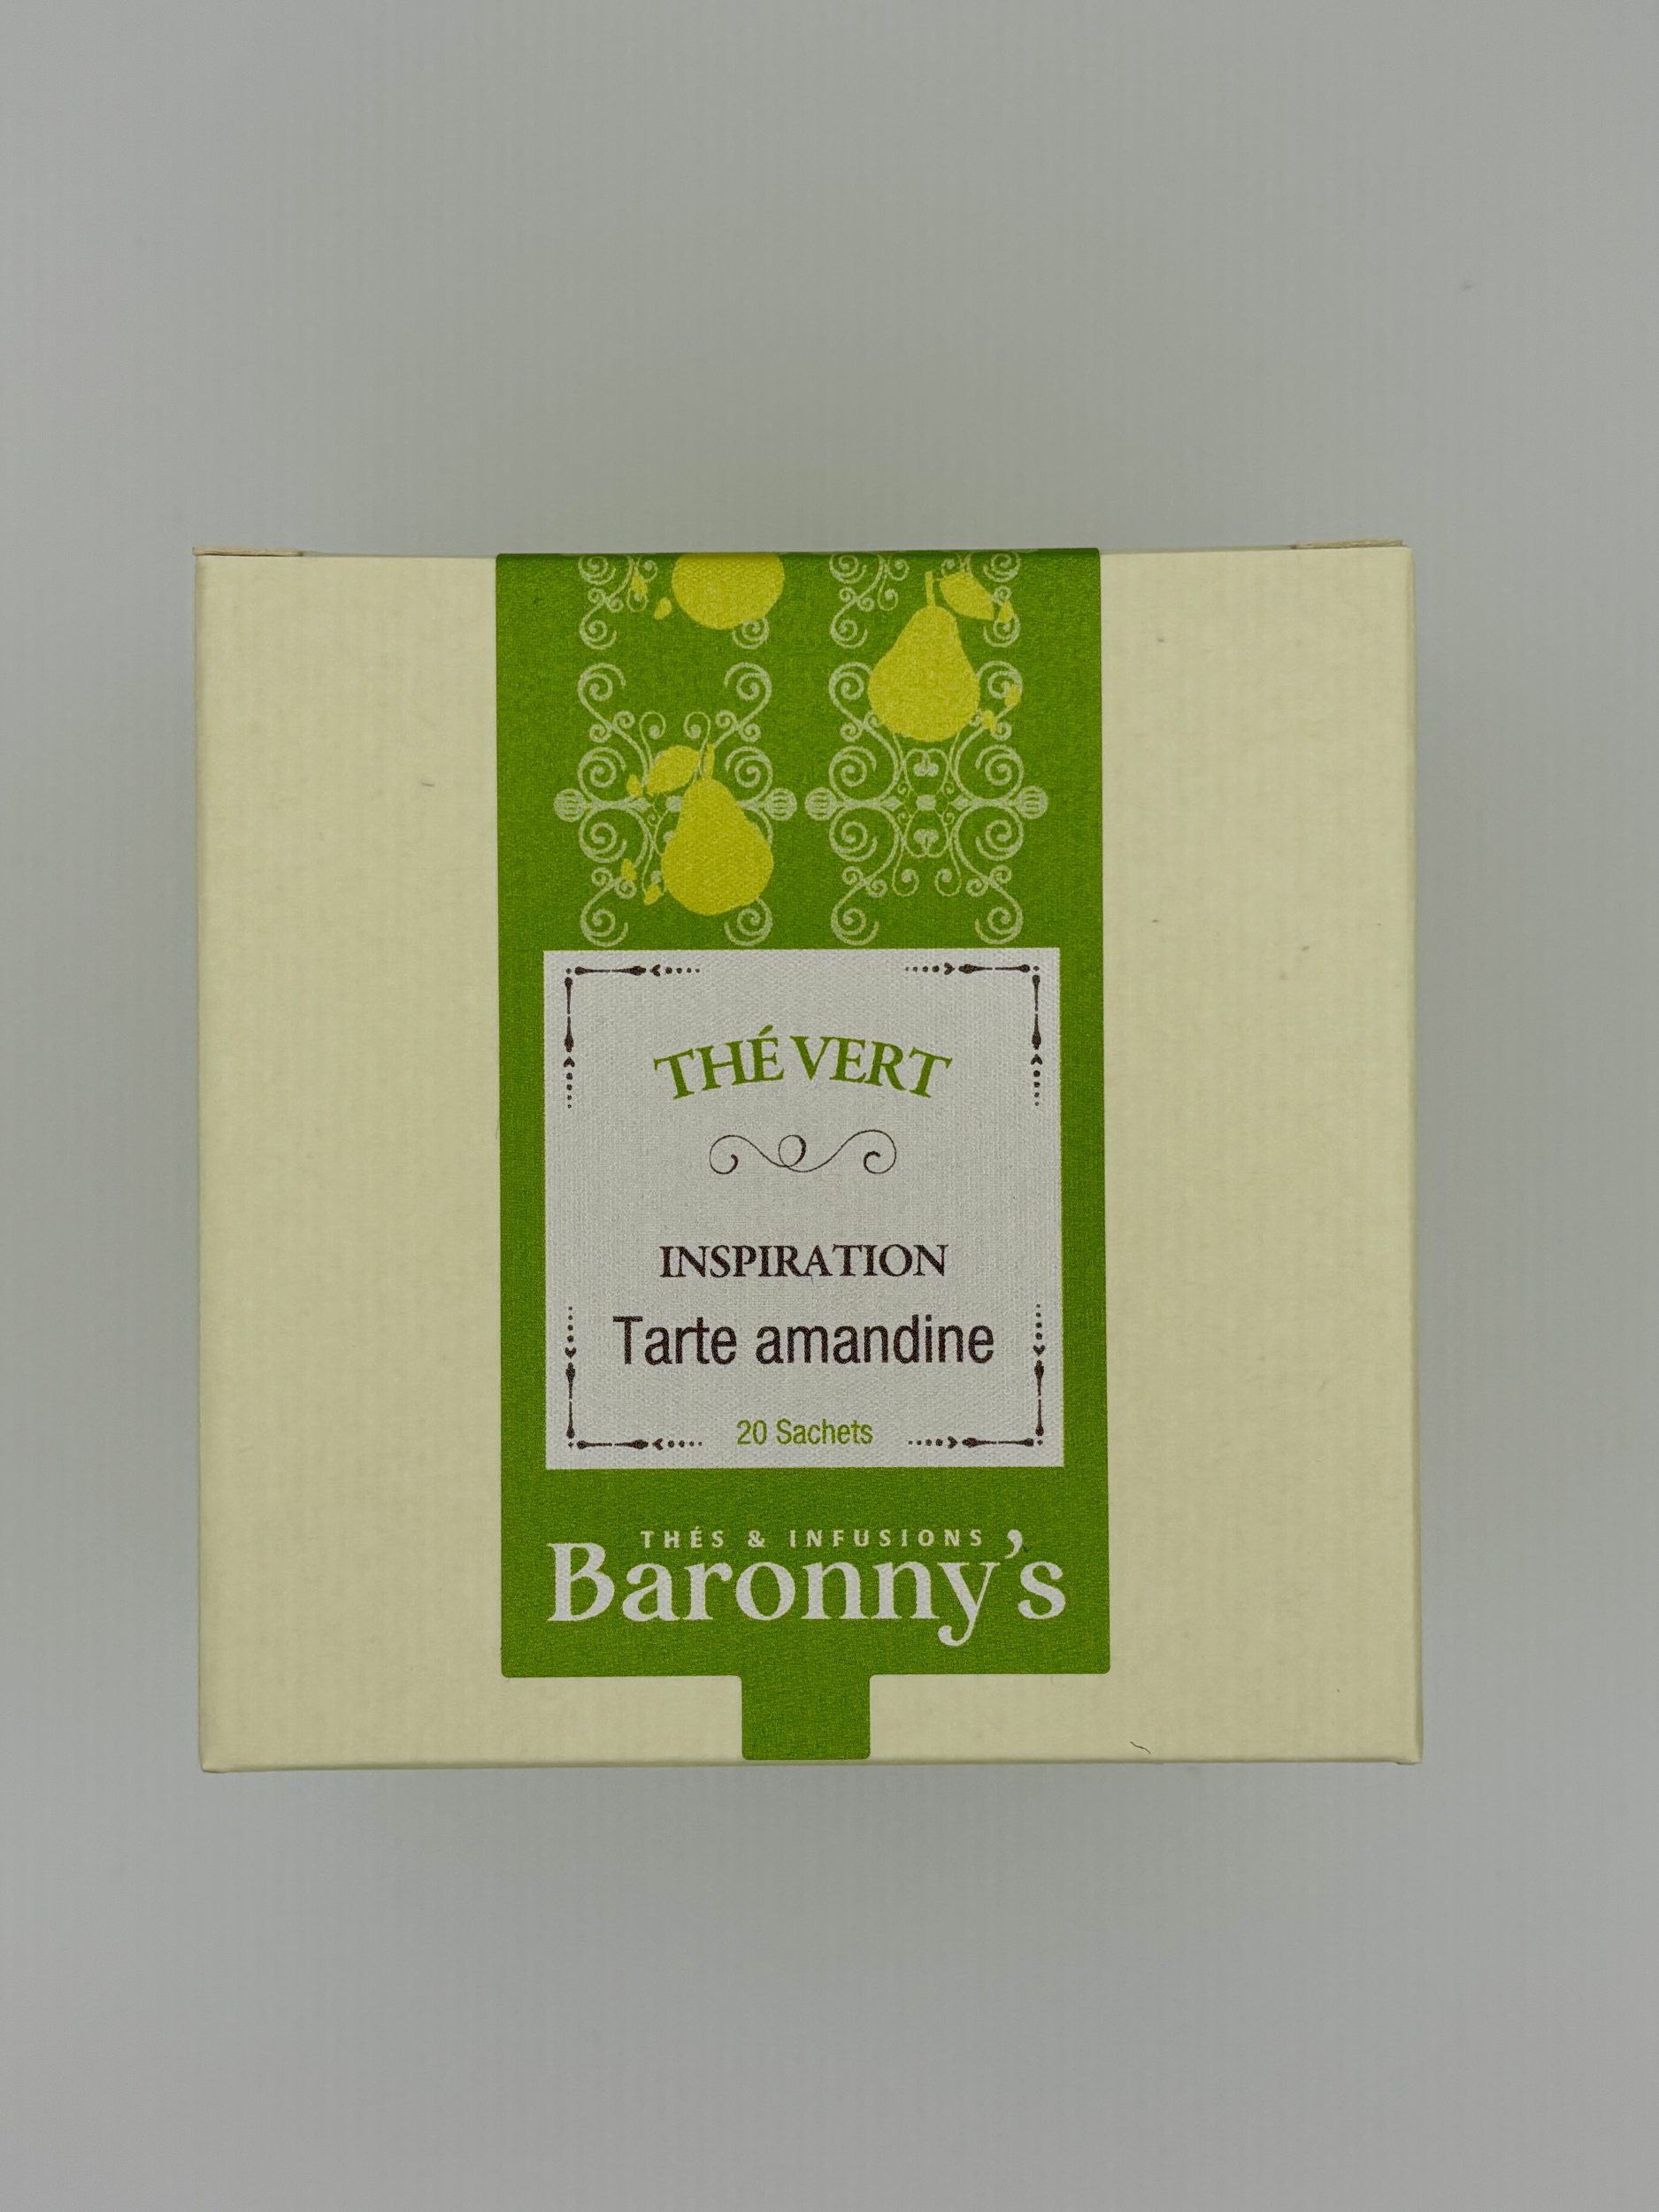 THÉ VERT
INSPIRATION
Tarte amandine
20 Sachets
THÉS & INFUSIONS
Baronny's